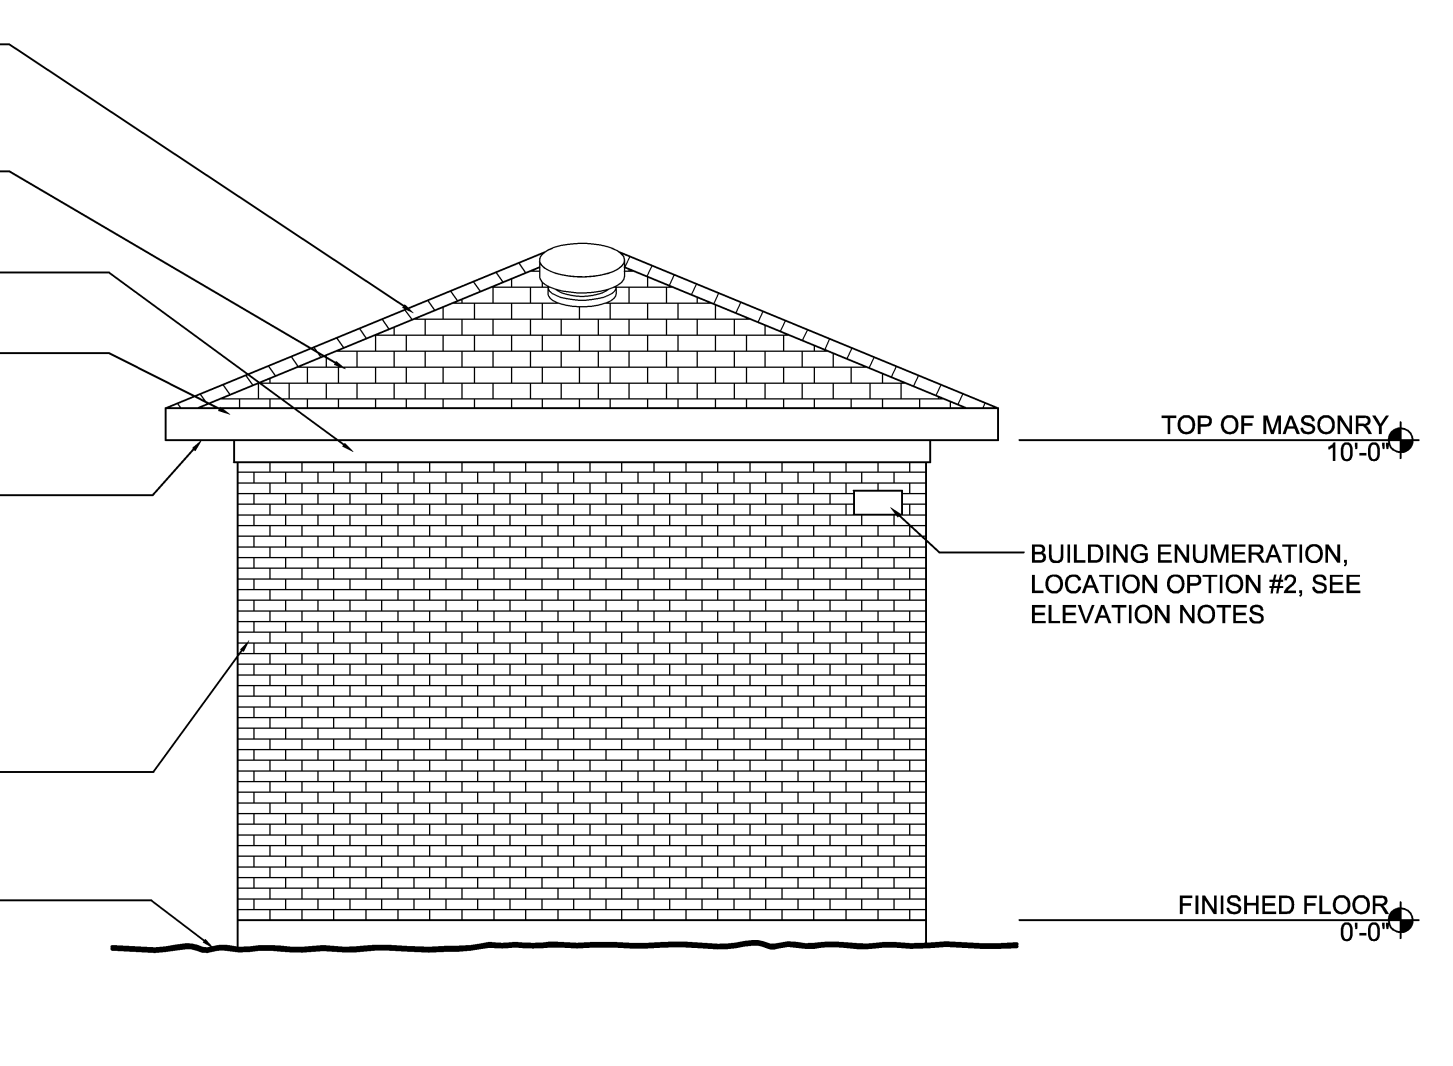 TOP OF MASONRY
10'-0"
BUILDING ENUMERATION,
LOCATION OPTION #2, SEE
ELEVATION NOTES
FINISHED FLOOR
0'-0"